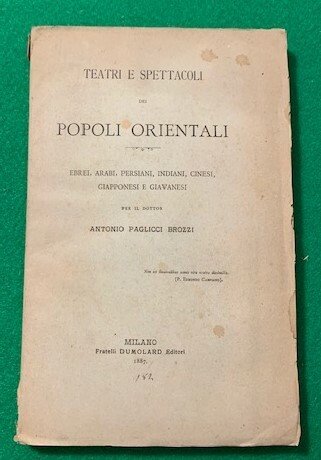 TEATRI E SPETTACOLI
DEI
POPOLI ORIENTALI
EBREI, ARABI, PERSIANI, INDIANI, CINESI,
GIAPPONESI E GIAVANESI
PER IL DOTTOR
ANTONIO PAGLICCI BROZZI
MILANO
Fratelli DUMOLARD Editori
1887.